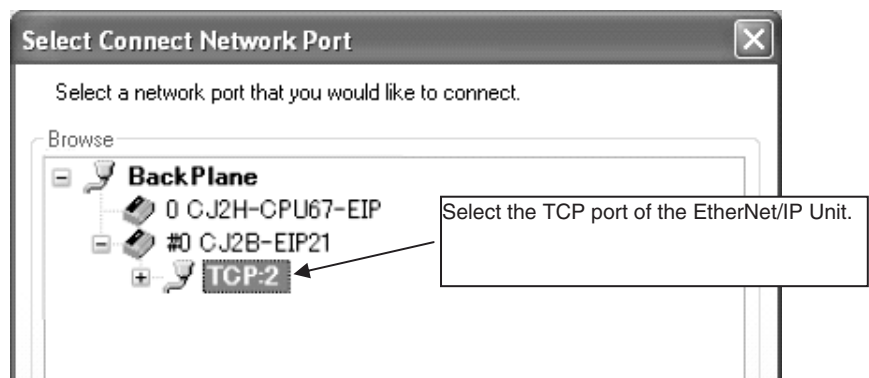 Select Connect Network Port
Select a network port that you would like to connect.
Browse
BackPlane
0 CJ2H-CPU67-EIP
#0 CJ2B-EIP21
TCP:2
Select the TCP port of the EtherNet/IP Unit.